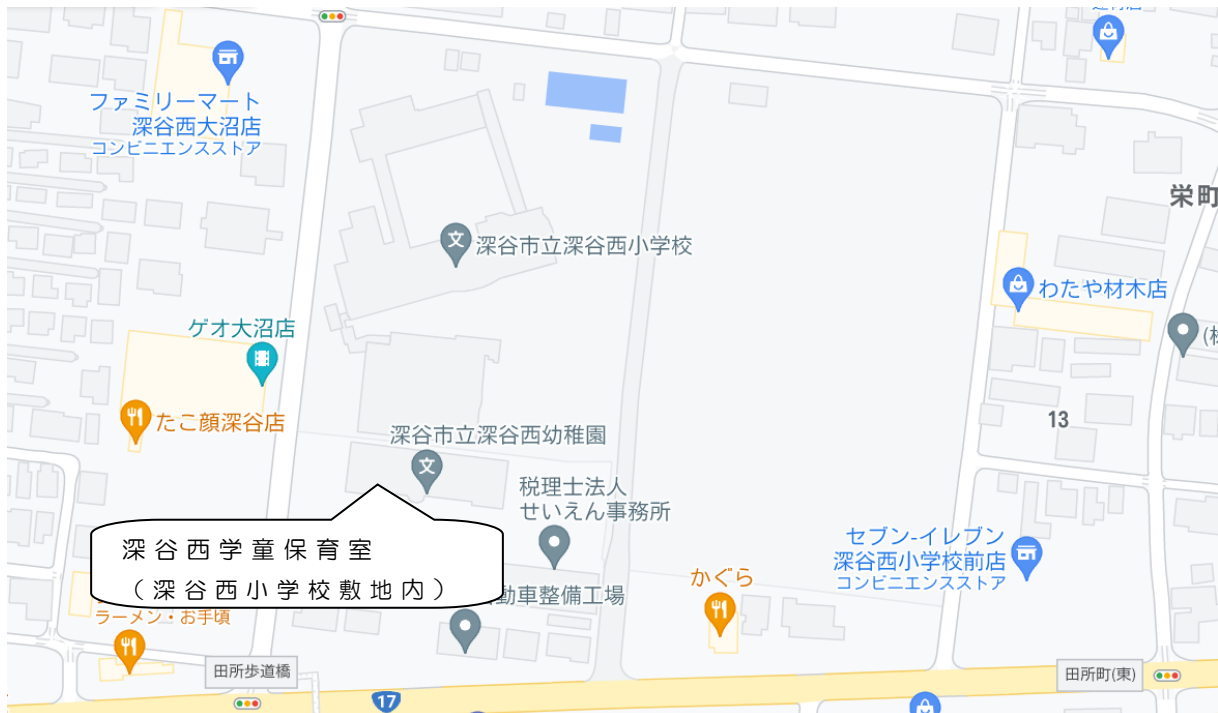 ファミリーマート
深谷西大沼店
コンビニエンスストア
栄町
深谷市立深谷西小学校
わたや材木店
ゲオ大沼店
(株
たこ顔深谷店
13
深谷市立深谷西幼稚園
税理士法人
せいえん事務所
深谷西学童保育室
（深谷西小学校敷地内）
セブン-イレブン
深谷西小学校前店
コンビニエンスストア
かぐら
動車整備工場
ラーメン・お手頃
田所歩道橋
田所町(東)
17